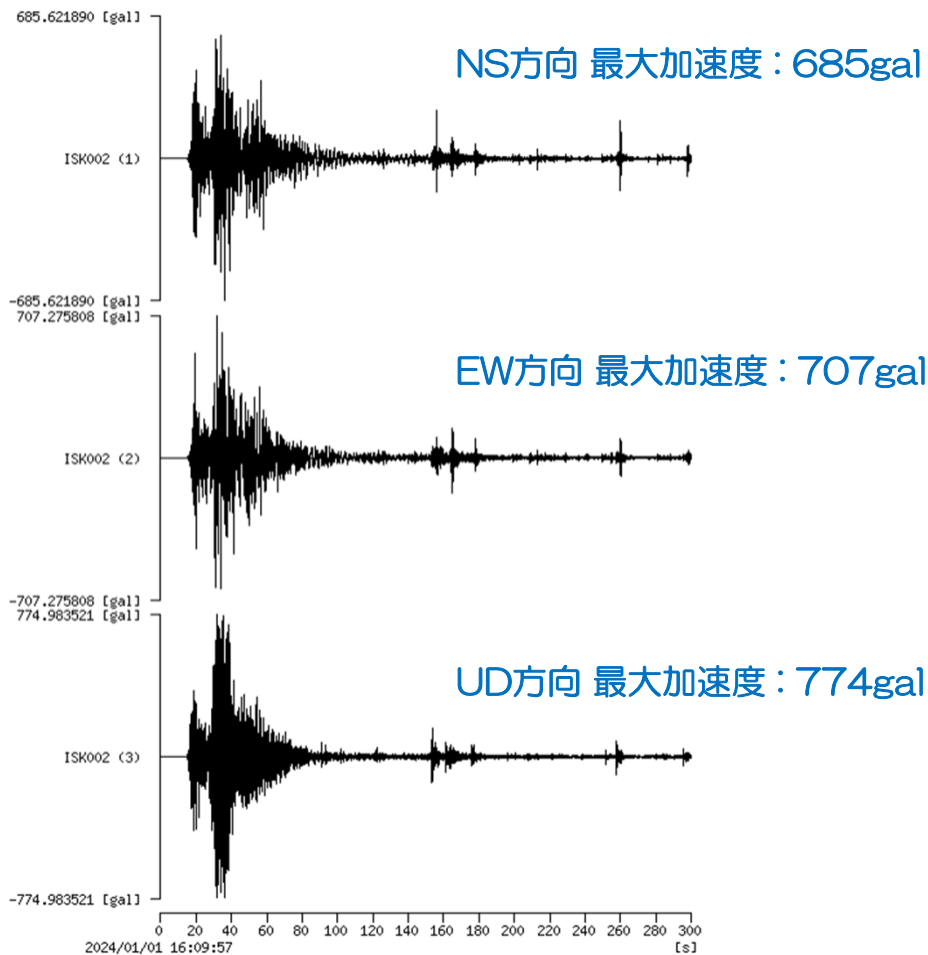 685.621890 [gal]
NS方向 最大加速度：685gal
ISK002 (1)
-685.621890 [gal]
707.275808 [gal]
EW方向 最大加速度：707gal
ISK002 (2)
-707.275808 [gal]
774.983521 [gal]
UD方向 最大加速度：774gal
ISK002 (3)
-774.983521 [gal]
0 20 40 60 80 100 120 140 160 180 200 220 240 260 280 300
2024/01/01 16:09:57 [s]